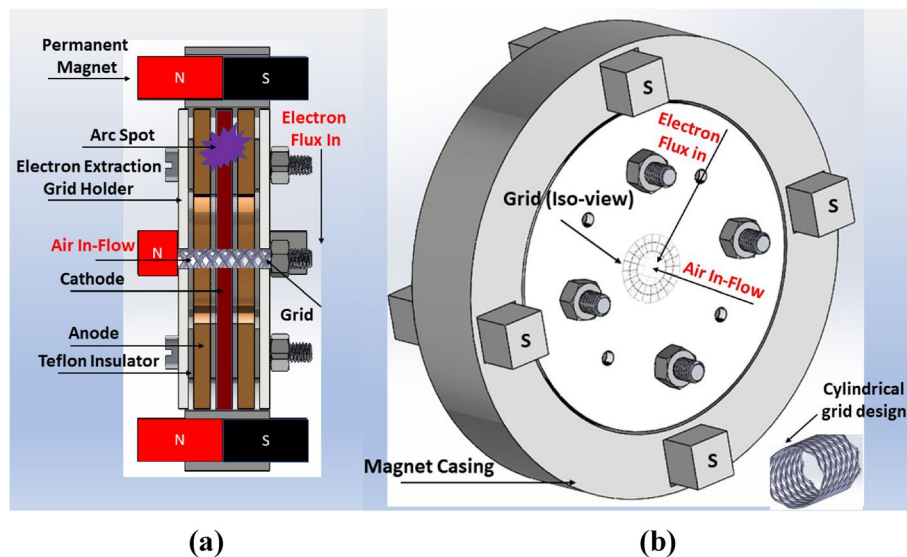 Permanent
Magnet
N
S
Arc Spot
Electron
Flux In
Electron Extraction
Grid Holder
Air In-Flow
N
Cathode
Grid
Anode
Teflon Insulator
N
S
S
Electron
Flux in
Grid (Iso-view)
S
Air In-Flow
S
Cylindrical
grid design
S
Magnet Casing
(a)
(b)